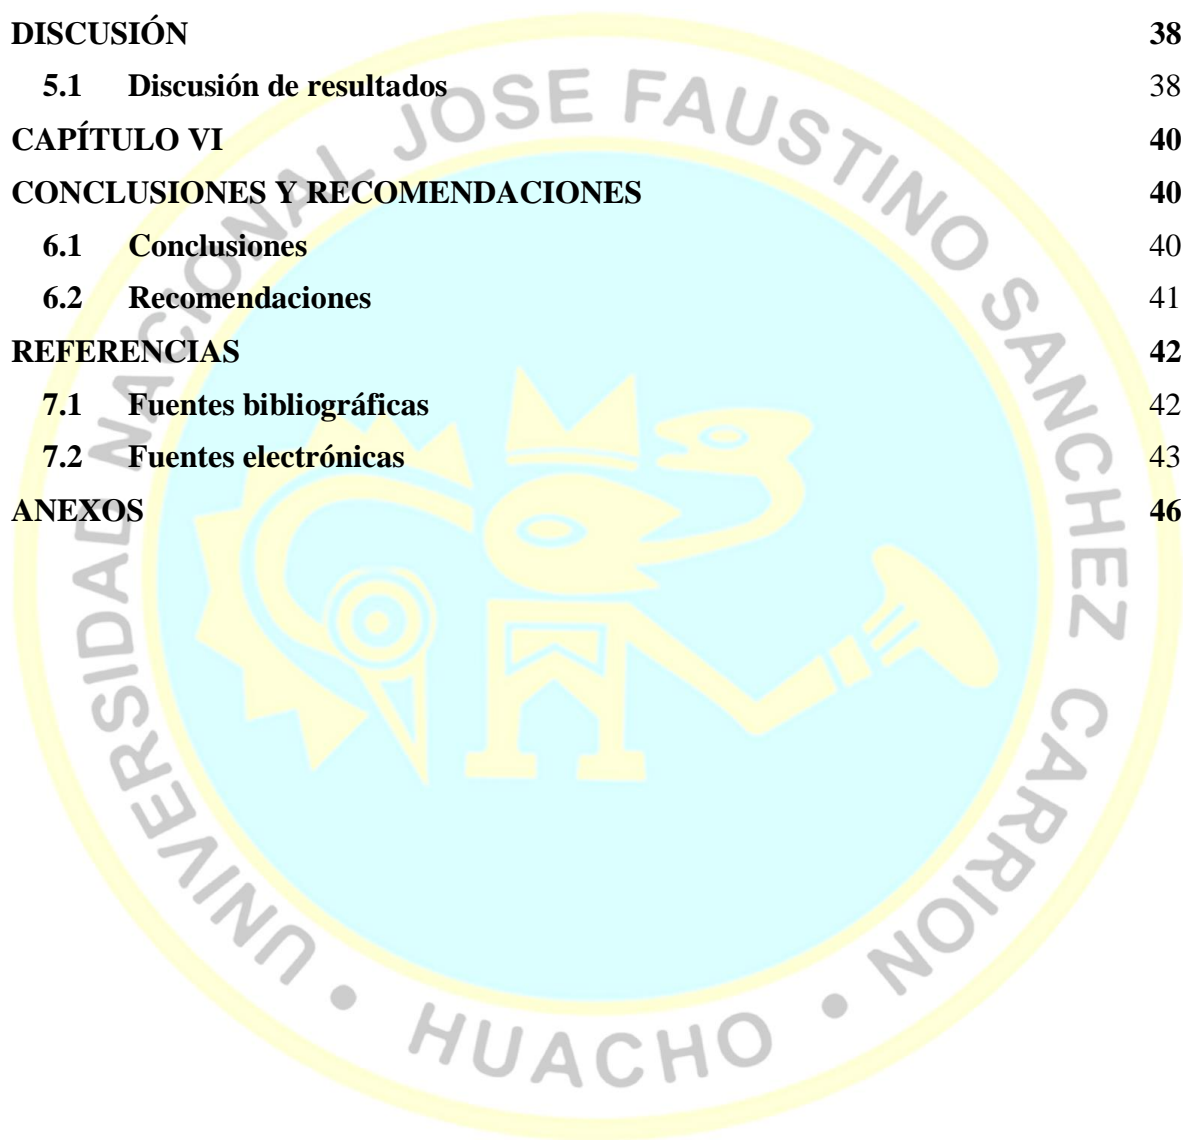 DISCUSIÓN 38
5.1 Discusión de resultados 38
CAPÍTULO VI 40
CONCLUSIONES Y RECOMENDACIONES 40
6.1 Conclusiones 40
6.2 Recomendaciones 41
REFERENCIAS 42
7.1 Fuentes bibliográficas 42
7.2 Fuentes electrónicas 43
ANEXOS 46
UNIVERSIDAD NACIONAL JOSE FAUSTINO SANCHEZ CARRION • HUACHO •